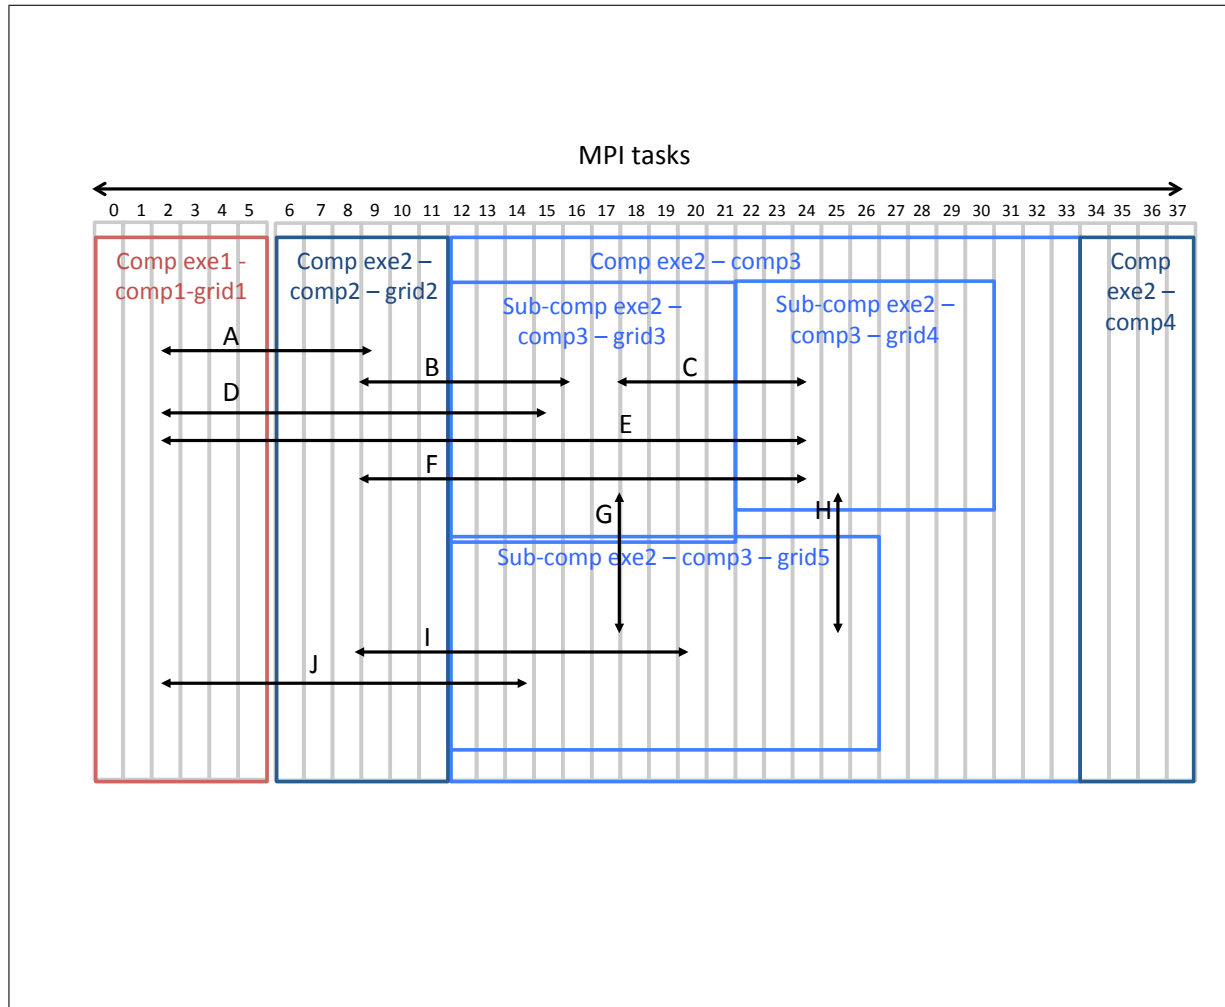 MPI tasks
0 1 2 3 4 5 6 7 8 9 10 11 12 13 14 15 16 17 18 19 20 21 22 23 24 25 26 27 28 29 30 31 32 33 34 35 36 37
Comp exe1 -
comp1-grid1
Comp exe2 –
comp2 – grid2
Comp exe2 – comp3
Sub-comp exe2 –
comp3 – grid3
Sub-comp exe2 –
comp3 – grid4
Comp
exe2 –
comp4
A
B
C
D
E
F
G
H
Sub-comp exe2 – comp3 – grid5
I
J